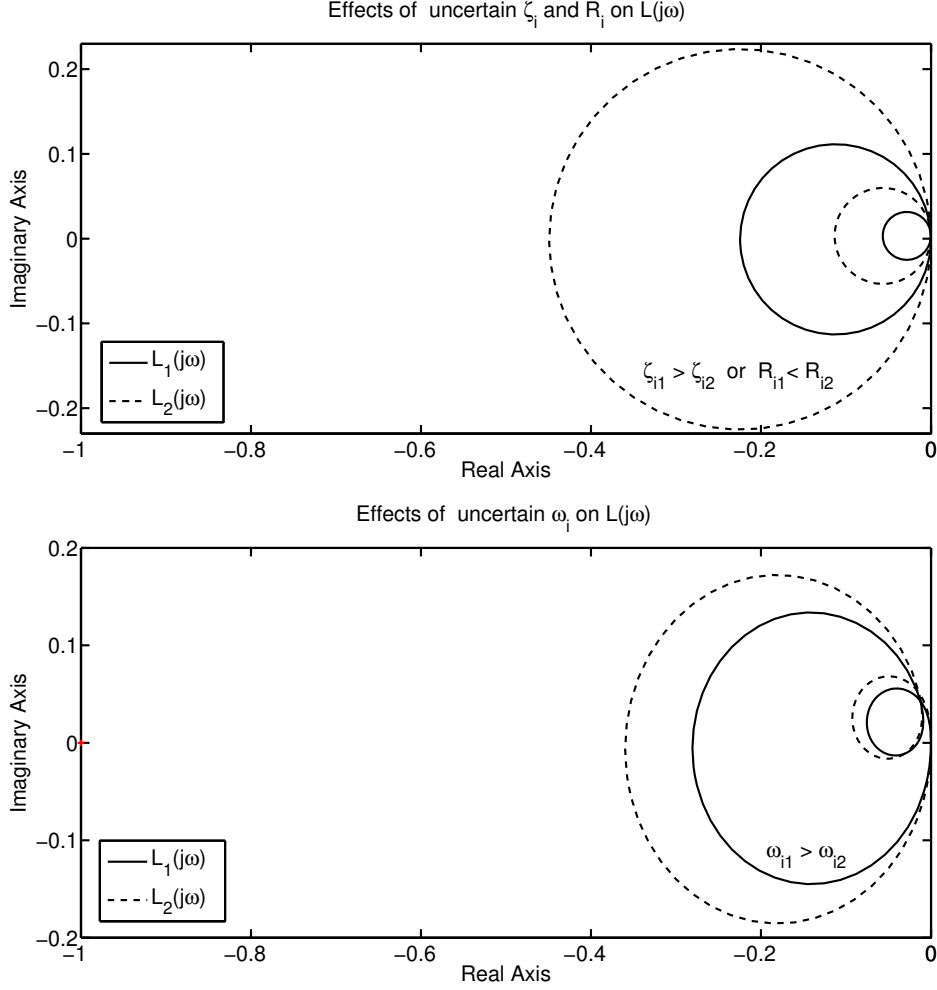 Effects of uncertain ζi and Ri on L(jω)
0.2
0.1
0
−0.1
−0.2
Imaginary Axis
L1(jω)
L2(jω)
ζi1 > ζi2 or Ri1< Ri2
−1 −0.8 −0.6 −0.4 −0.2 0
Real Axis
Effects of uncertain ωi on L(jω)
0.2
0.1
0
−0.1
−0.2
Imaginary Axis
L1(jω)
L2(jω)
ωi1 > ωi2
−1 −0.8 −0.6 −0.4 −0.2 0
Real Axis